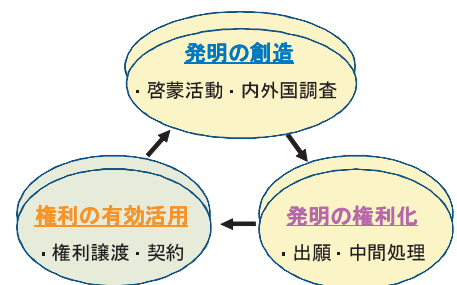 発明の創造
・啓蒙活動・内外国調査
権利の有効活用
・権利譲渡・契約
発明の権利化
・出願・中間処理